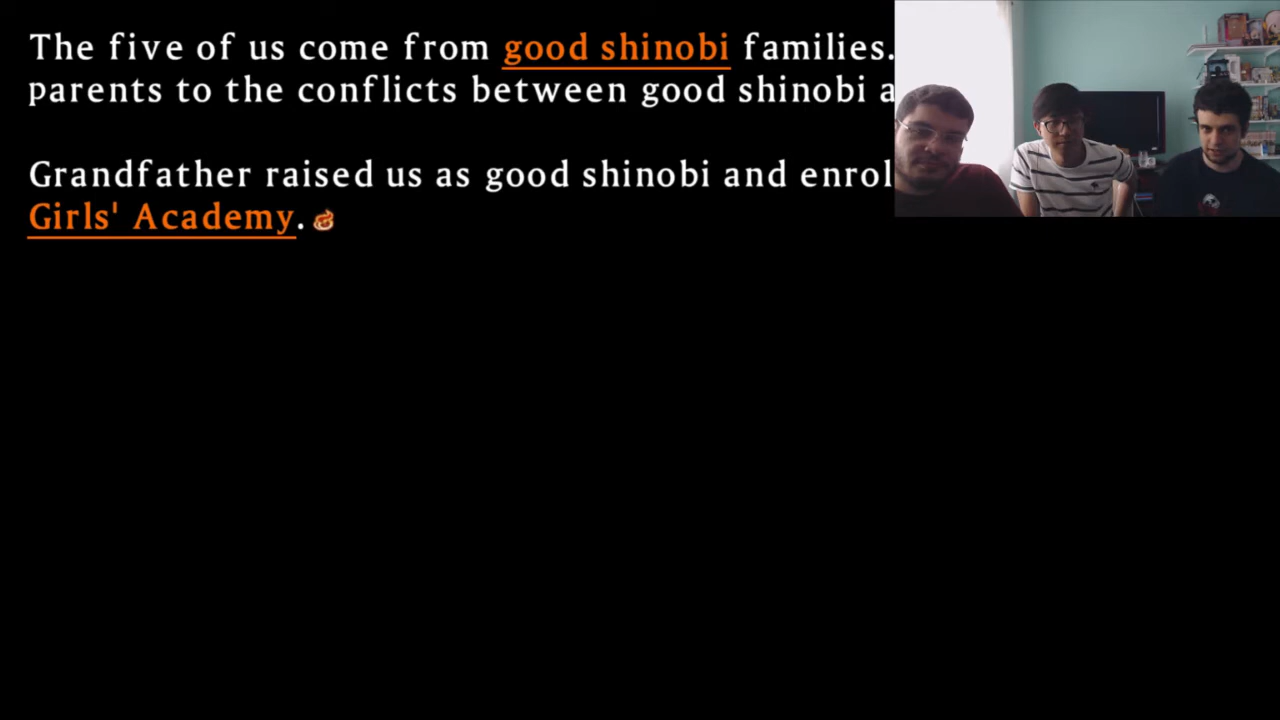 The five of us come from good shinobi families.
parents to the conflicts between good shinobi a
Grandfather raised us as good shinobi and enrol
Girls' Academy.